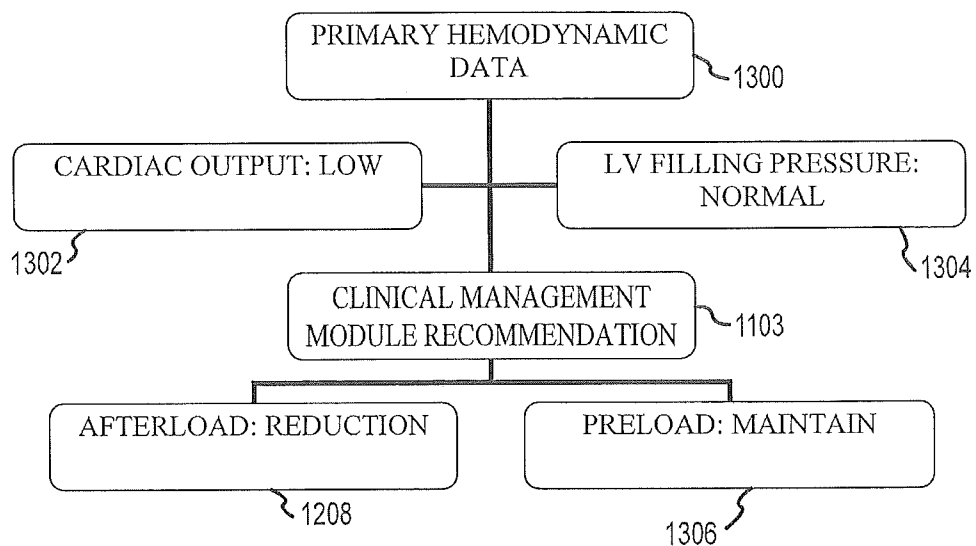 PRIMARY HEMODYNAMIC
DATA
1300
CARDIAC OUTPUT: LOW
1302
LV FILLING PRESSURE:
NORMAL
1304
CLINICAL MANAGEMENT
MODULE RECOMMENDATION
1103
AFTERLOAD: REDUCTION
1208
PRELOAD: MAINTAIN
1306